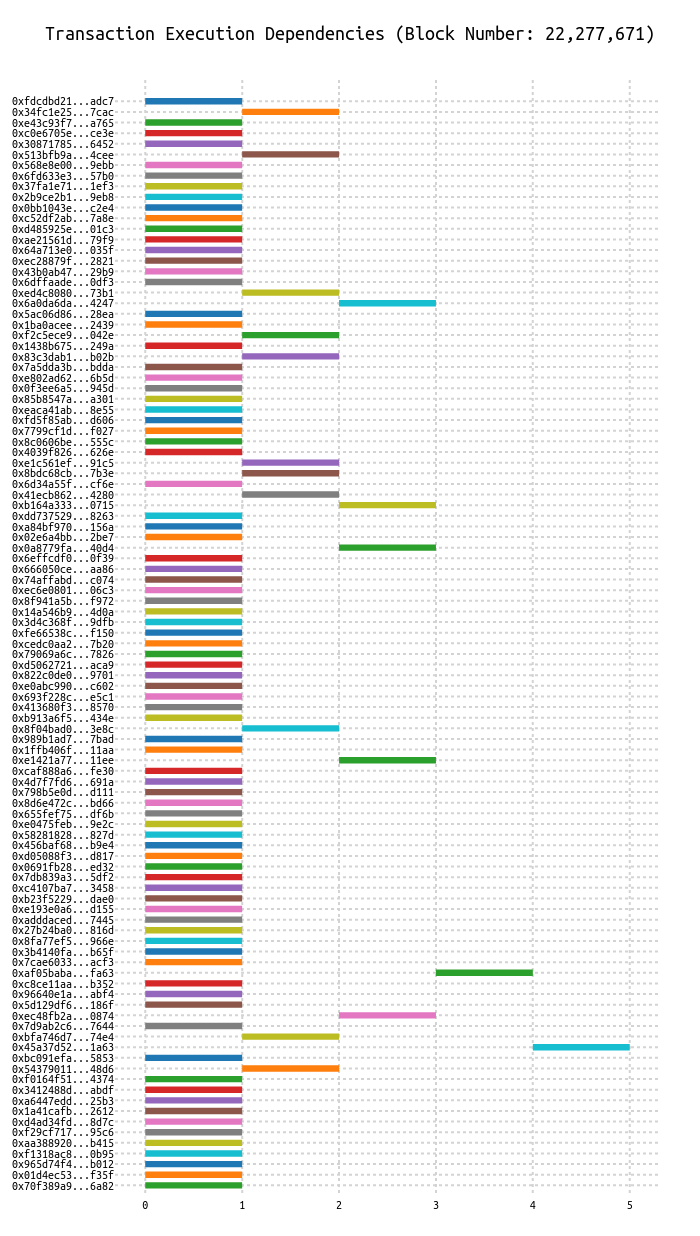 Transaction Execution Dependencies (Block Number: 22,277,671)
0xfdcdbd21...adc7
0x34fc1e25...7cac
0xe43c93f7...a765
0xc0e6705e...ce3e
0x30871785...6452
0x513bfb9a...4cee
0x568e8e00...9ebb
0x6fd633e3...57b0
0x37fa1e71...1ef3
0x2b9ce2b1...9eb8
0x0bb1043e...c2e4
0xc52df2ab...7a8e
0xd485925e...01c3
0xae21561d...79f9
0x64a713e0...035f
0xec28879f...2821
0x43b0ab47...29b9
0x6dffaade...0df3
0xed4c8080...73b1
0x6a0da6da...4247
0x5ac06d86...28ea
0x1ba0acee...2439
0xf2c5ece9...042e
0x1438b675...249a
0x83c3dab1...b02b
0x7a5dda3b...bdda
0xe802ad62...6b5d
0x0f3ee6a5...945d
0x85b8547a...a301
0xeaca41ab...8e55
0xfd5f85ab...d606
0x7799cf1d...f027
0x8c0606be...555c
0x4039f826...626e
0xe1c561ef...91c5
0x8bdc68cb...7b3e
0x6d34a55f...cf6e
0x41ecb862...4280
0xb164a333...0715
0xdd737529...8263
0xa84bf970...156a
0x02e6a4bb...2be7
0x0a8779fa...40d4
0x6effcdf0...0f39
0x666050ce...aa86
0x74affabd...c074
0xec6e0801...06c3
0x8f941a5b...f972
0x14a546b9...4d0a
0x3d4c368f...9dfb
0xfe66538c...f150
0xcedc0aa2...7b20
0x79069a6c...7826
0xd5062721...aca9
0x822c0de0...9701
0xe0abc990...c602
0x693f228c...e5c1
0x413680f3...8570
0xb913a6f5...434e
0x8f04bad0...3e8c
0x989b1ad7...7bad
0x1ffb406f...11aa
0xe1421a77...11ee
0xcaf888a6...fe30
0x4d7f7fd6...691a
0x798b5e0d...d111
0x8d6e472c...bd66
0x655fef75...df6b
0xe0475feb...9e2c
0x58281828...827d
0x456baf68...b9e4
0xd05088f3...d817
0x0691fb28...ed32
0x7db839a3...5df2
0xc4107ba7...3458
0xb23f5229...dae0
0xe193e0a6...d155
0xadddaced...7445
0x27b24ba0...816d
0x8fa77ef5...966e
0x3b4140fa...b65f
0x7cae6033...acf3
0xaf05baba...fa63
0xc8ce11aa...b352
0x96640e1a...abf4
0x5d129df6...186f
0xec48fb2a...0874
0x7d9ab2c6...7644
0xbfa746d7...74e4
0x45a37d52...1a63
0xbc091efa...5853
0x54379011...48d6
0xf0164f51...4374
0x3412488d...abdf
0xa6447edd...25b3
0x1a41cafb...2612
0xd4ad34fd...8d7c
0xf29cf717...95c6
0xaa388920...b415
0xf1318ac8...0b95
0x965d74f4...b012
0x01d4ec53...f35f
0x70f389a9...6a82
0 1 2 3 4 5